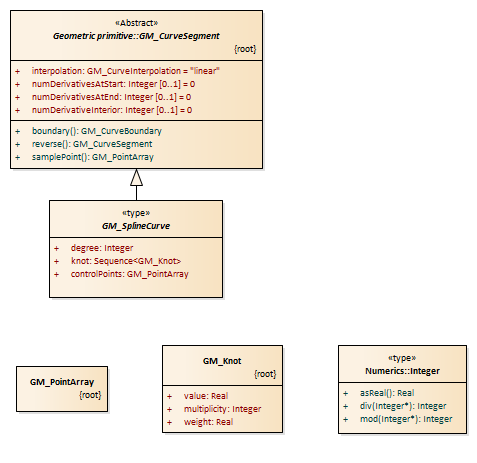 «Abstract»
Geometric primitive::GM_CurveSegment
{root}
+ interpolation: GM_CurveInterpolation = "linear"
+ numDerivativesAtStart: Integer [0..1] = 0
+ numDerivativesAtEnd: Integer [0..1] = 0
+ numDerivativeInterior: Integer [0..1] = 0
+ boundary(): GM_CurveBoundary
+ reverse(): GM_CurveSegment
+ samplePoint(): GM_PointArray
«type»
GM_SplineCurve
+ degree: Integer
+ knot: Sequence<GM_Knot>
+ controlPoints: GM_PointArray
GM_PointArray
{root}
GM_Knot
{root}
+ value: Real
+ multiplicity: Integer
+ weight: Real
«type»
Numerics::Integer
+ asReal(): Real
+ div(Integer*): Integer
+ mod(Integer*): Integer